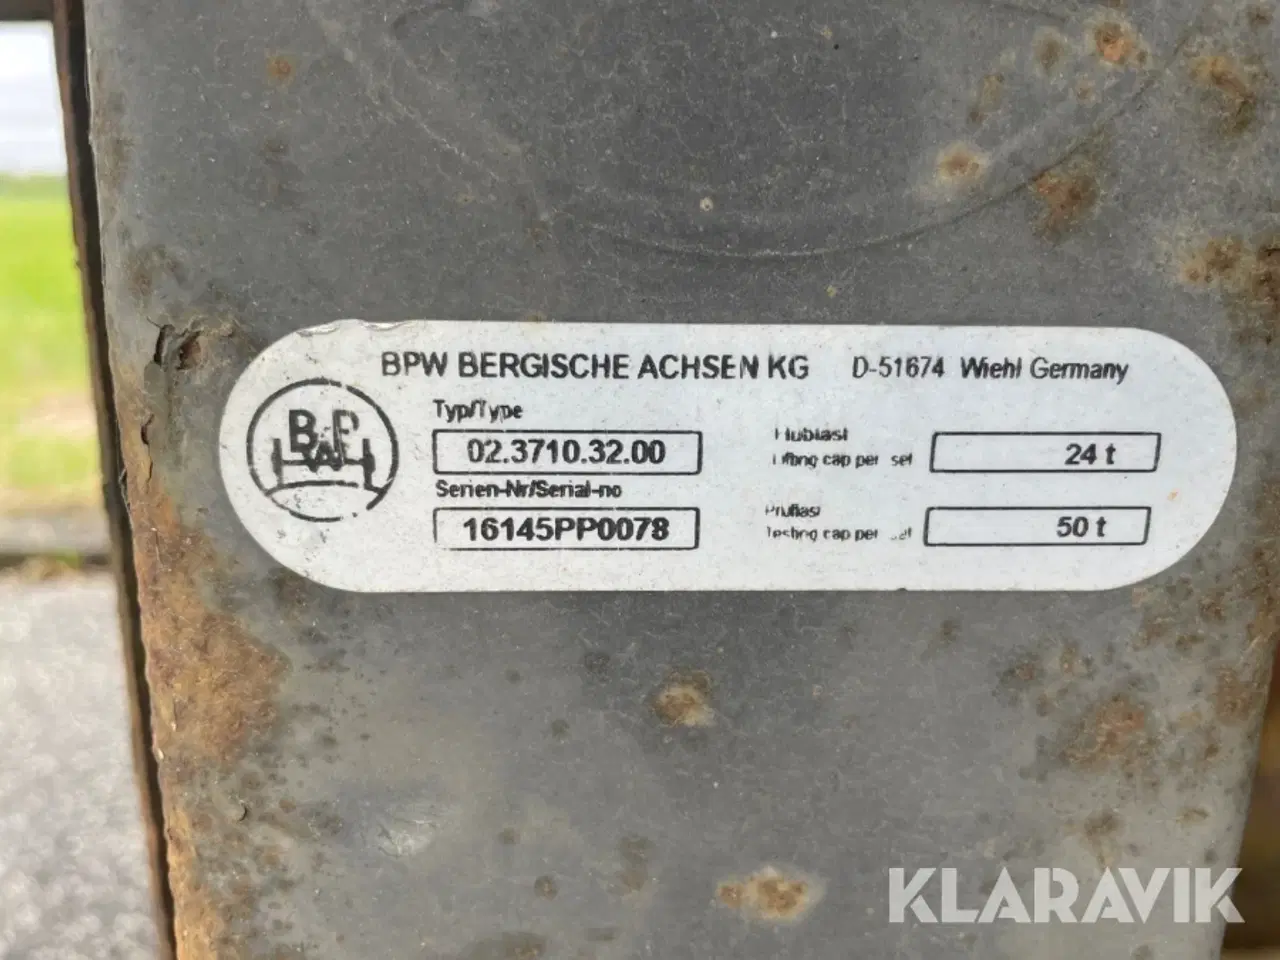 BPW BERGISCHE ACHSEN KG D-51674 Wiehl Germany
BPW
Typ/Type
02.3710.32.00
Hublast
Lifting cap per set
24 t
Serien-Nr/Serial-no
16145PP0078
Prüflast
Testing cap per set
50 t
KLARAVIK